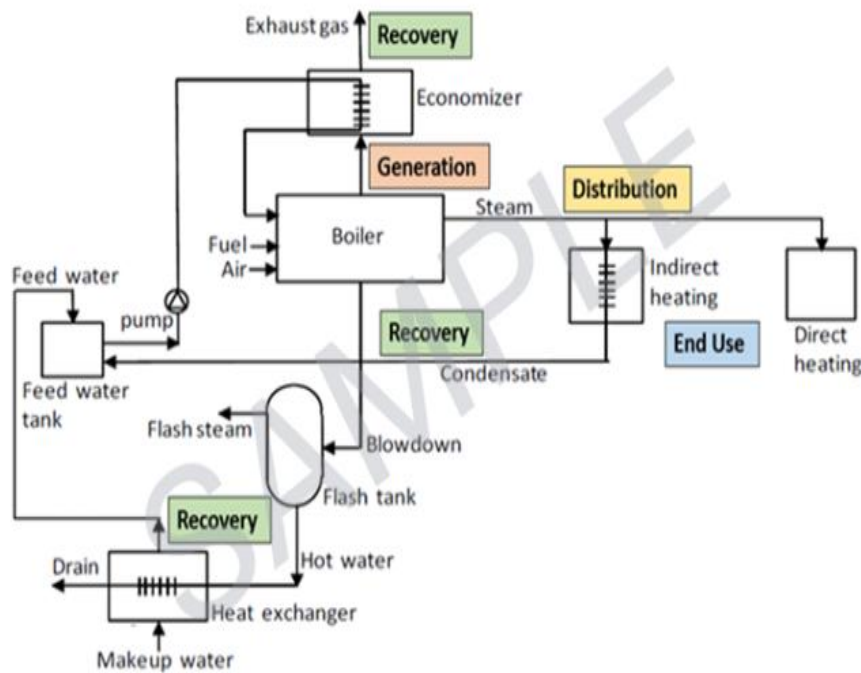 Exhaust gas
Recovery
Economizer
Generation
Distribution
Steam
Boiler
Fuel
Air
Indirect
heating
Feed water
pump
Recovery
End Use
Direct
heating
Condensate
Feed water
tank
Flash steam
Blowdown
Flash tank
Recovery
Hot water
Drain
Heat exchanger
Makeup water
SAMPLE